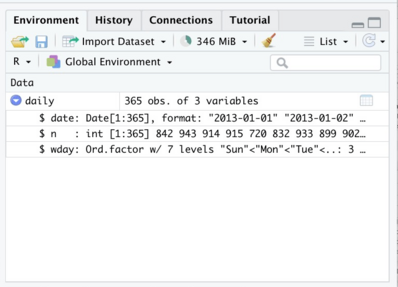 Environment History Connections Tutorial
Import Dataset 346 MiB List
R Global Environment
Data
daily 365 obs. of 3 variables
$ date: Date[1:365], format: "2013-01-01" "2013-01-02" …
$ n : int [1:365] 842 943 914 915 720 832 933 899 902…
$ wday: Ord.factor w/ 7 levels "Sun"<"Mon"<"Tue"<..: 3 …